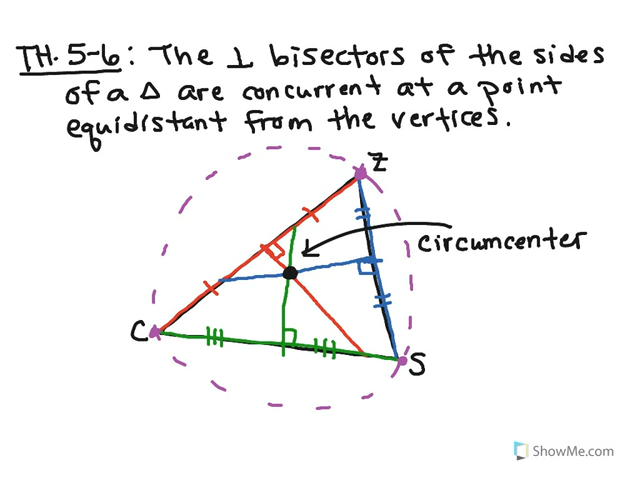 TH. 5-6: The ⊥ bisectors of the sides
of a Δ are concurrent at a point
equidistant from the vertices.
Z
circumcenter
C
S
ShowMe.com